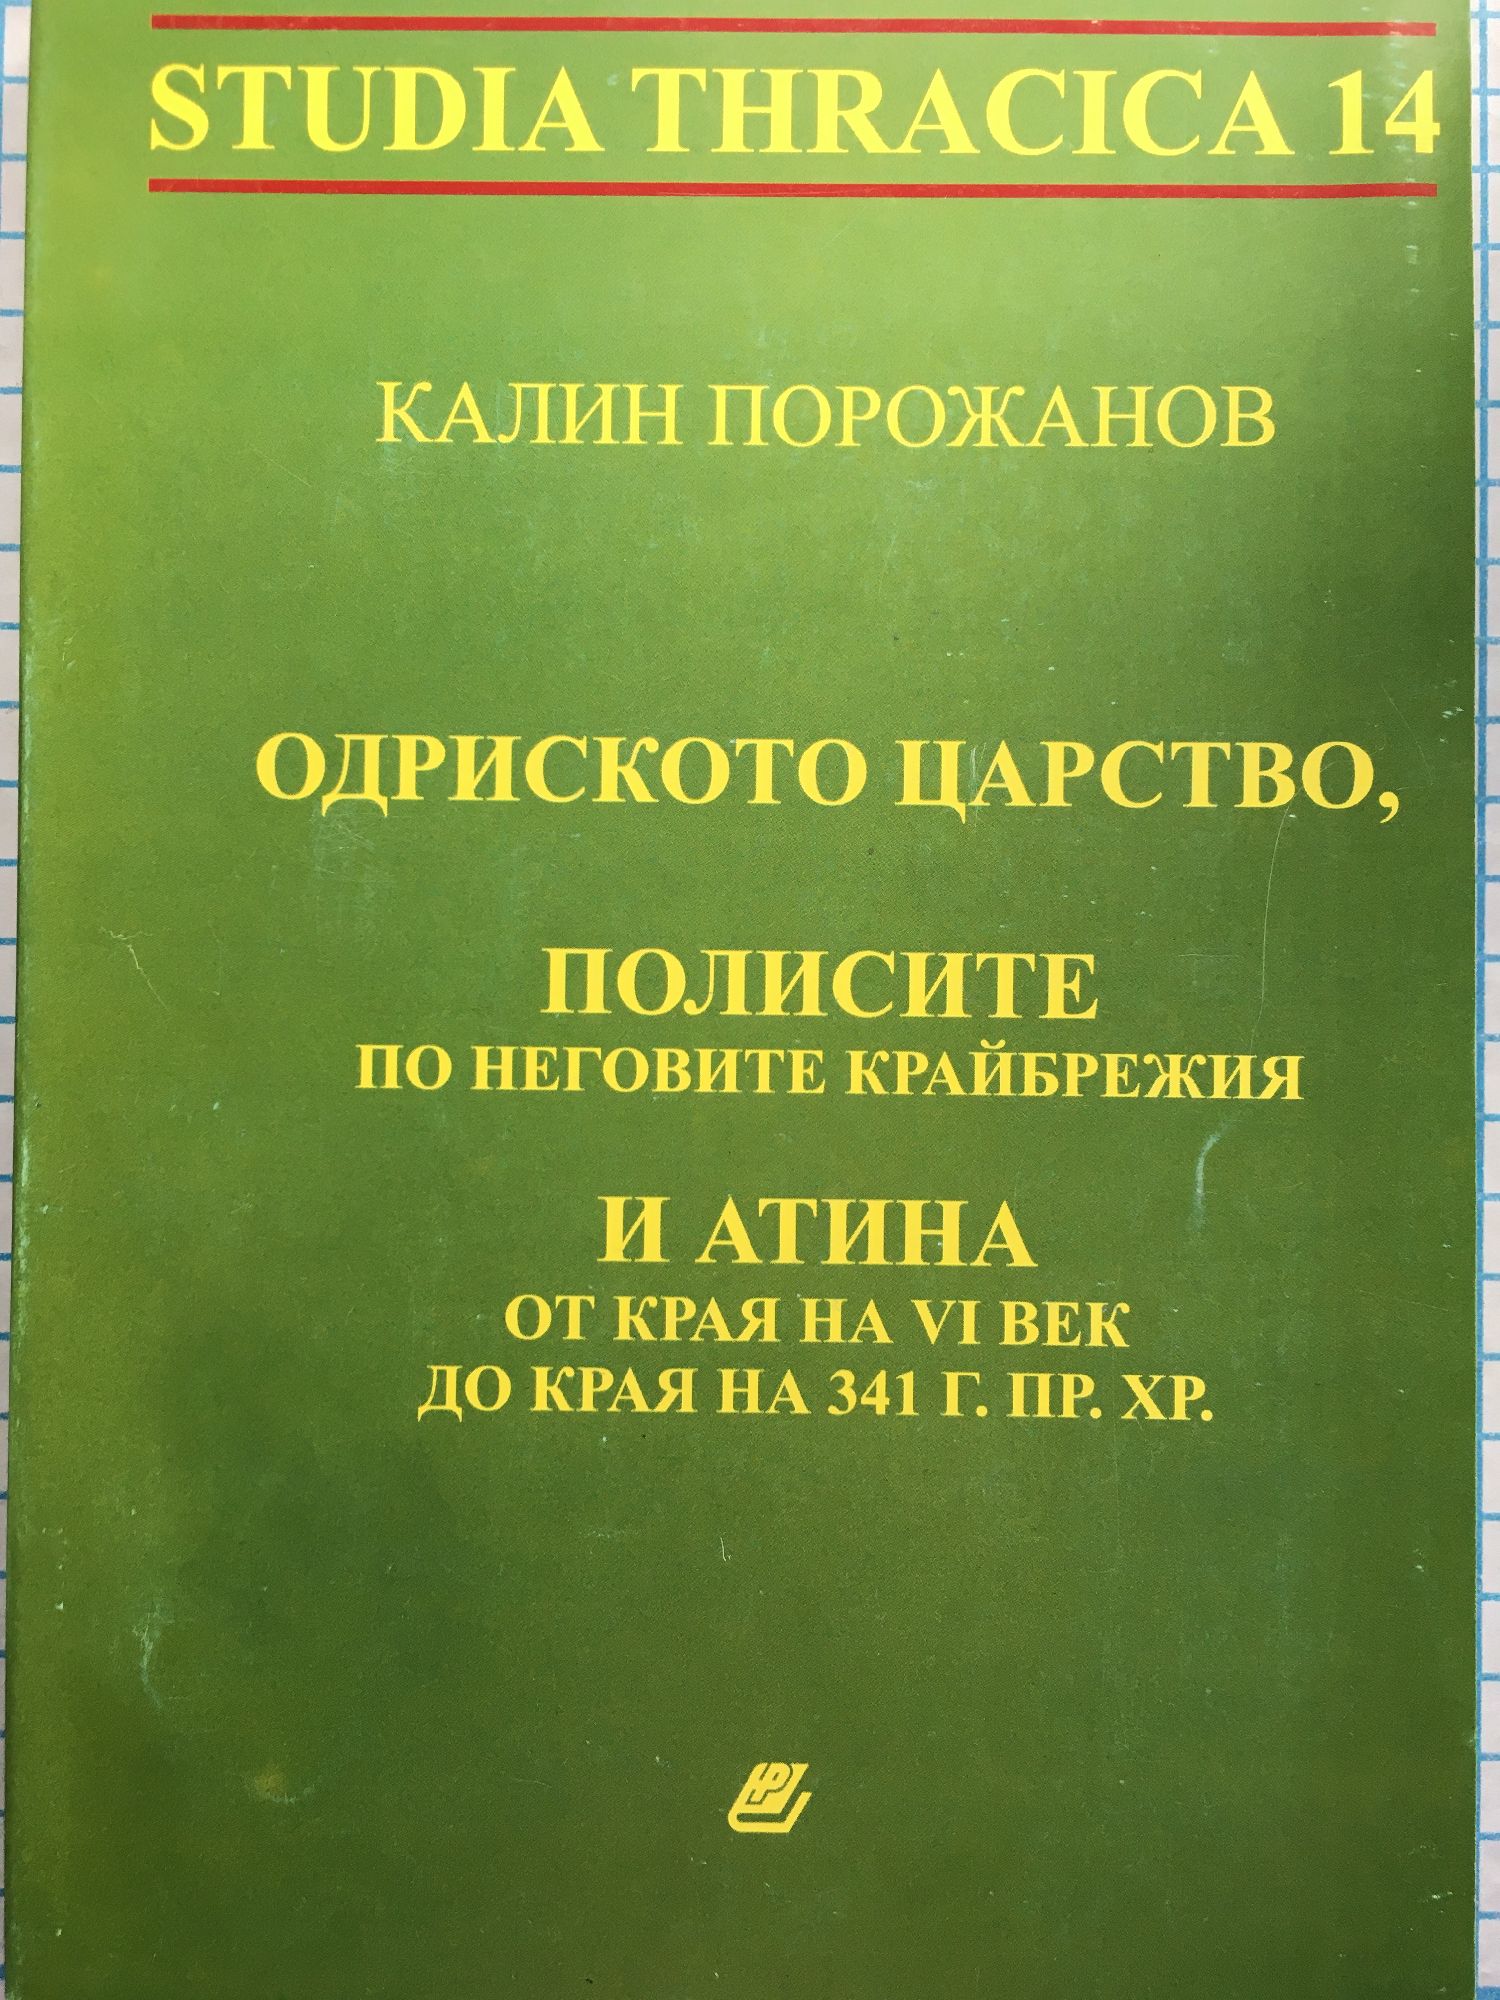 STUDIA THRACICA 14
КАЛИН ПОРОЖАНОВ
ОДРИСКОТО ЦАРСТВО,
ПОЛИСИТЕ
ПО НЕГОВИТЕ КРАЙБРЕЖИЯ
И АТИНА
ОТ КРАЯ НА VI ВЕК
ДО КРАЯ НА 341 Г. ПР. ХР.